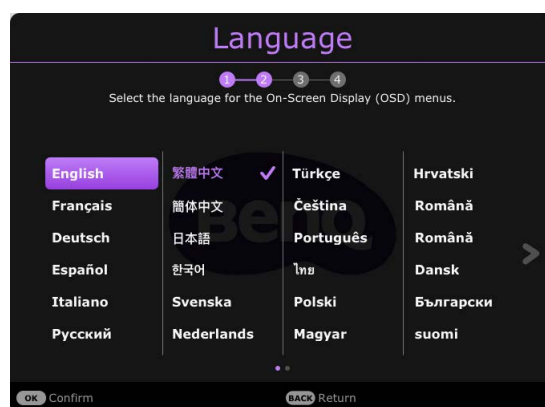 Language
1 2 3 4
Select the language for the On-Screen Display (OSD) menus.
English 繁體中文 Türkçe Hrvatski
Français 簡体中文 Čeština Română
Deutsch 日本語 Português Română
Español 한국어 ไทย Dansk
Italiano Svenska Polski Български
Русский Nederlands Magyar suomi
BenQ
OK Confirm BACK Return